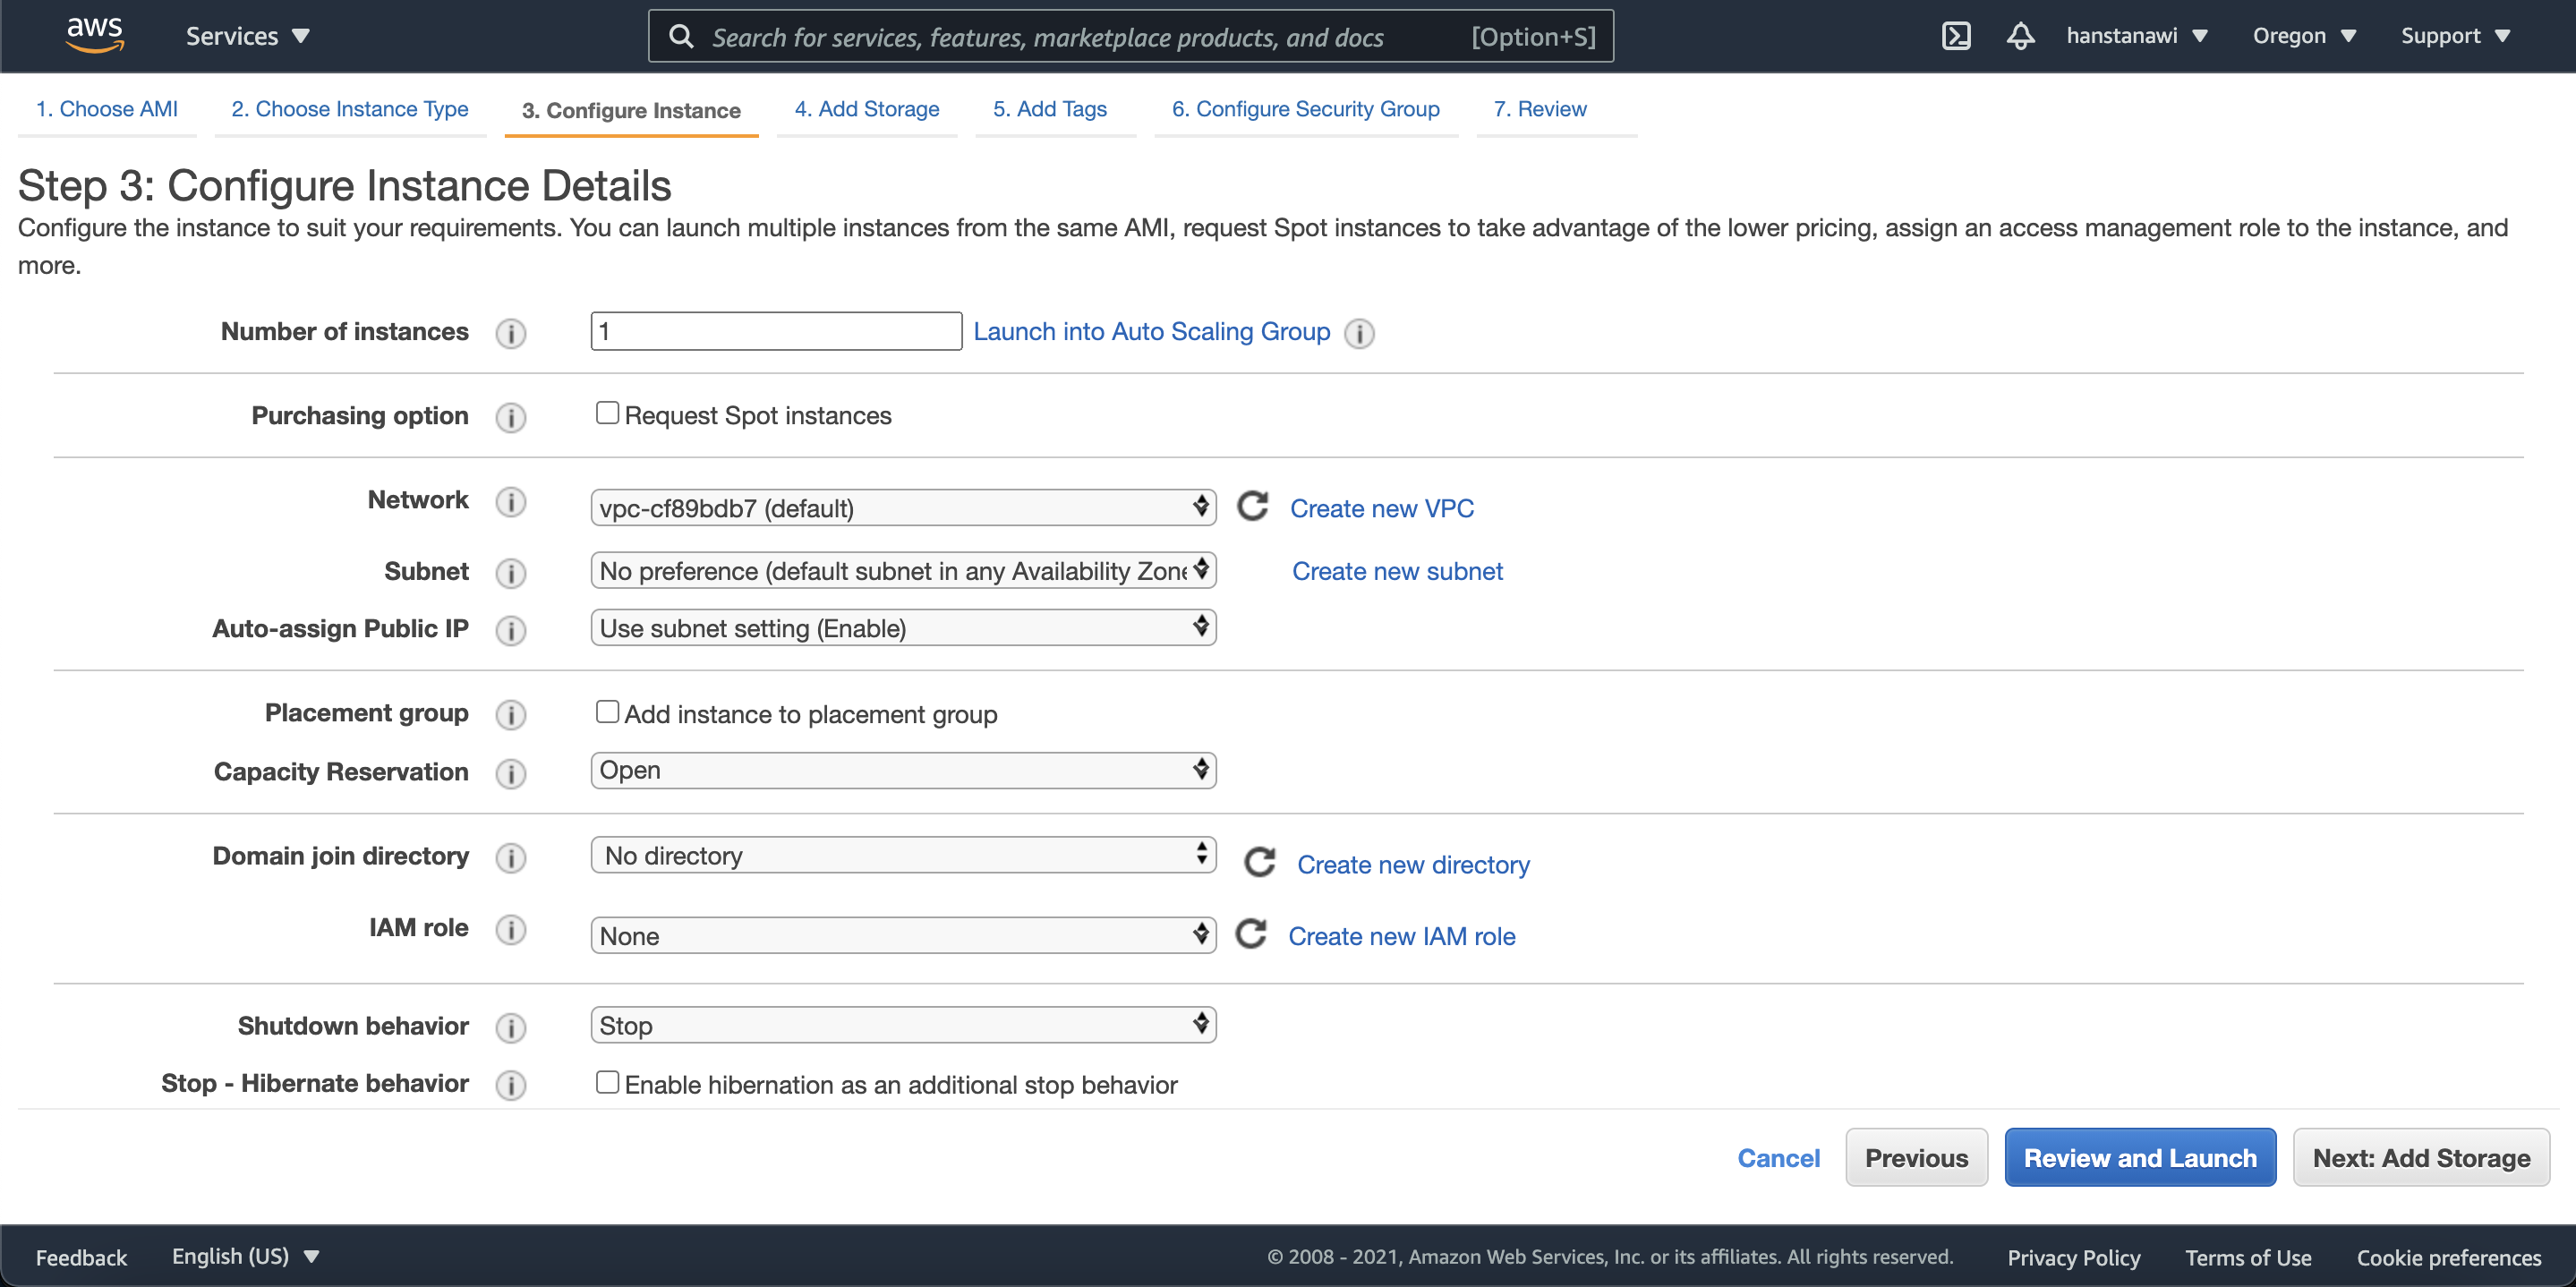 aws
Services
Search for services, features, marketplace products, and docs [Option+S]
hanstanawi
Oregon
Support
1. Choose AMI
2. Choose Instance Type
3. Configure Instance
4. Add Storage
5. Add Tags
6. Configure Security Group
7. Review
Step 3: Configure Instance Details
Configure the instance to suit your requirements. You can launch multiple instances from the same AMI, request Spot instances to take advantage of the lower pricing, assign an access management role to the instance, and
more.
Number of instances i 1 Launch into Auto Scaling Group i
Purchasing option i Request Spot instances
Network i vpc-cf89bdb7 (default) Create new VPC
Subnet i No preference (default subnet in any Availability Zone Create new subnet
Auto-assign Public IP i Use subnet setting (Enable)
Placement group i Add instance to placement group
Capacity Reservation i Open
Domain join directory i No directory Create new directory
IAM role i None Create new IAM role
Shutdown behavior i Stop
Stop - Hibernate behavior i Enable hibernation as an additional stop behavior
Cancel
Previous
Review and Launch
Next: Add Storage
Feedback
English (US)
© 2008 - 2021, Amazon Web Services, Inc. or its affiliates. All rights reserved.
Privacy Policy
Terms of Use
Cookie preferences